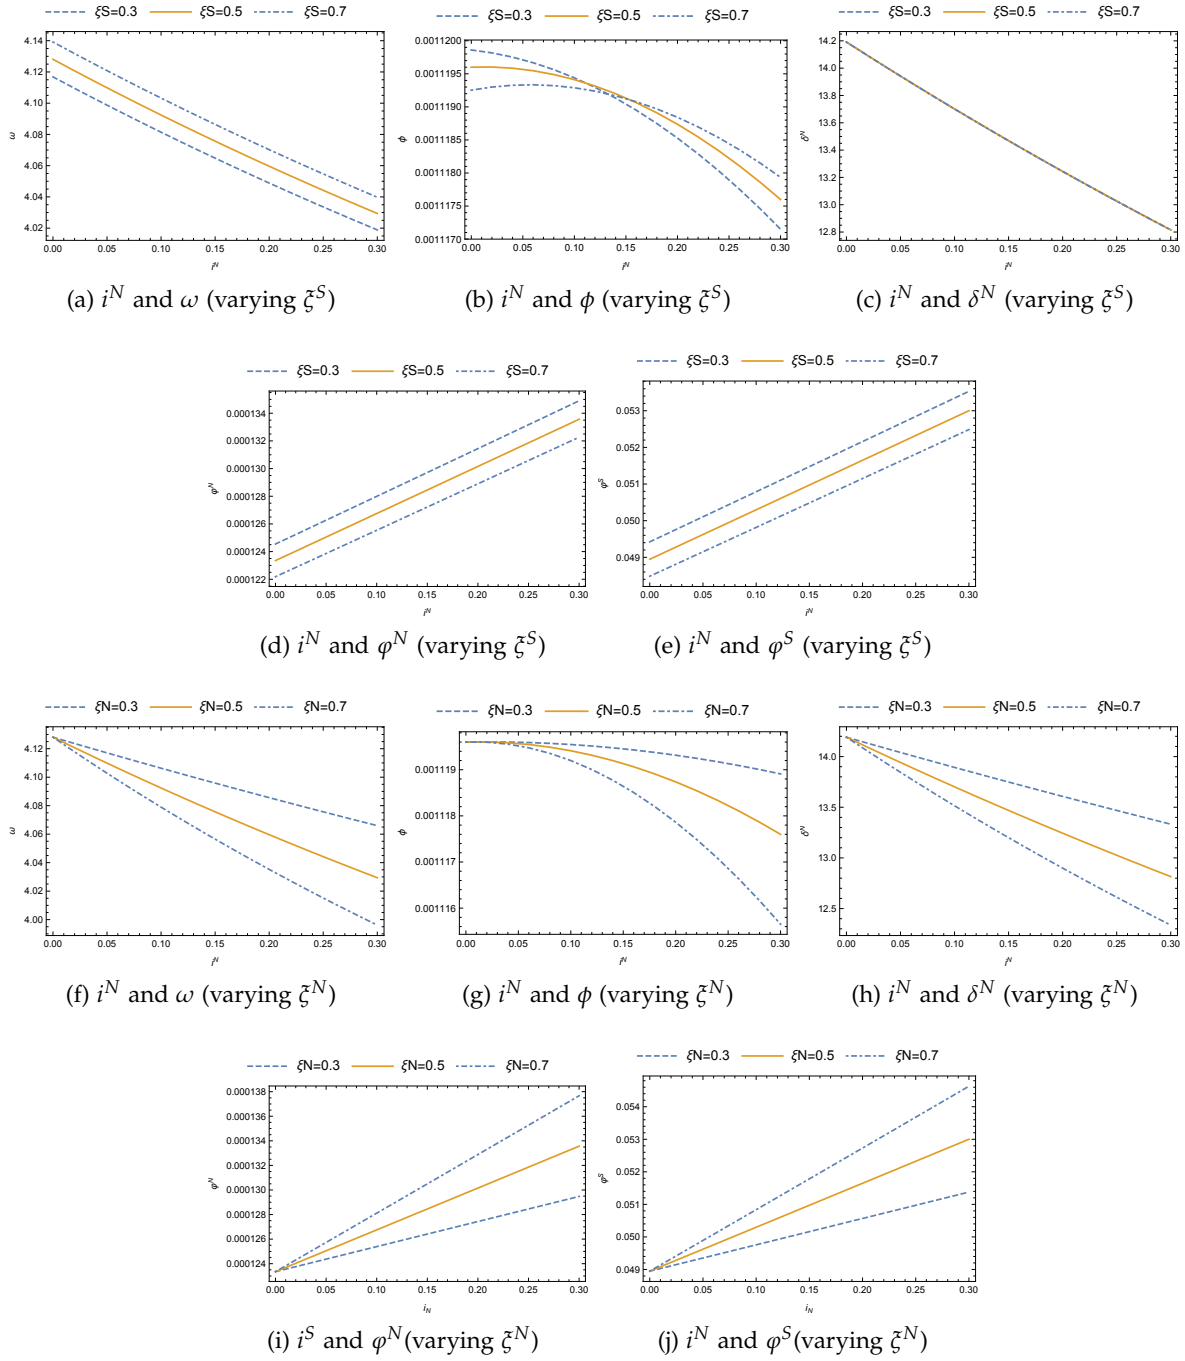 ξS=0.3 ξS=0.5 ξS=0.7
4.14
4.12
4.10
4.08
4.06
4.04
4.02
ω
0.00 0.05 0.10 0.15 0.20 0.25 0.30
i^N
(a) i^N and ω (varying ξ^S)
ξS=0.3 ξS=0.5 ξS=0.7
0.0011200
0.0011195
0.0011190
0.0011185
0.0011180
0.0011175
0.0011170
ϕ
0.00 0.05 0.10 0.15 0.20 0.25 0.30
i^N
(b) i^N and ϕ (varying ξ^S)
ξS=0.3 ξS=0.5 ξS=0.7
14.2
14.0
13.8
13.6
13.4
13.2
13.0
12.8
δ^N
0.00 0.05 0.10 0.15 0.20 0.25 0.30
i^N
(c) i^N and δ^N (varying ξ^S)
ξS=0.3 ξS=0.5 ξS=0.7
0.000134
0.000132
0.000130
0.000128
0.000126
0.000124
0.000122
φ^N
0.00 0.05 0.10 0.15 0.20 0.25 0.30
i^N
(d) i^N and φ^N (varying ξ^S)
ξS=0.3 ξS=0.5 ξS=0.7
0.053
0.052
0.051
0.050
0.049
φ^S
0.00 0.05 0.10 0.15 0.20 0.25 0.30
i^N
(e) i^N and φ^S (varying ξ^S)
ξN=0.3 ξN=0.5 ξN=0.7
4.12
4.10
4.08
4.06
4.04
4.02
4.00
ω
0.00 0.05 0.10 0.15 0.20 0.25 0.30
i^N
(f) i^N and ω (varying ξ^N)
ξN=0.3 ξN=0.5 ξN=0.7
0.001119
0.001118
0.001117
0.001116
ϕ
0.00 0.05 0.10 0.15 0.20 0.25 0.30
i^N
(g) i^N and ϕ (varying ξ^N)
ξN=0.3 ξN=0.5 ξN=0.7
14.0
13.5
13.0
12.5
δ^N
0.00 0.05 0.10 0.15 0.20 0.25 0.30
i^N
(h) i^N and δ^N (varying ξ^N)
ξN=0.3 ξN=0.5 ξN=0.7
0.000138
0.000136
0.000134
0.000132
0.000130
0.000128
0.000126
0.000124
φ^N
0.00 0.05 0.10 0.15 0.20 0.25 0.30
i_N
(i) i^S and φ^N(varying ξ^N)
ξN=0.3 ξN=0.5 ξN=0.7
0.054
0.053
0.052
0.051
0.050
0.049
φ^S
0.00 0.05 0.10 0.15 0.20 0.25 0.30
i_N
(j) i^N and φ^S(varying ξ^N)